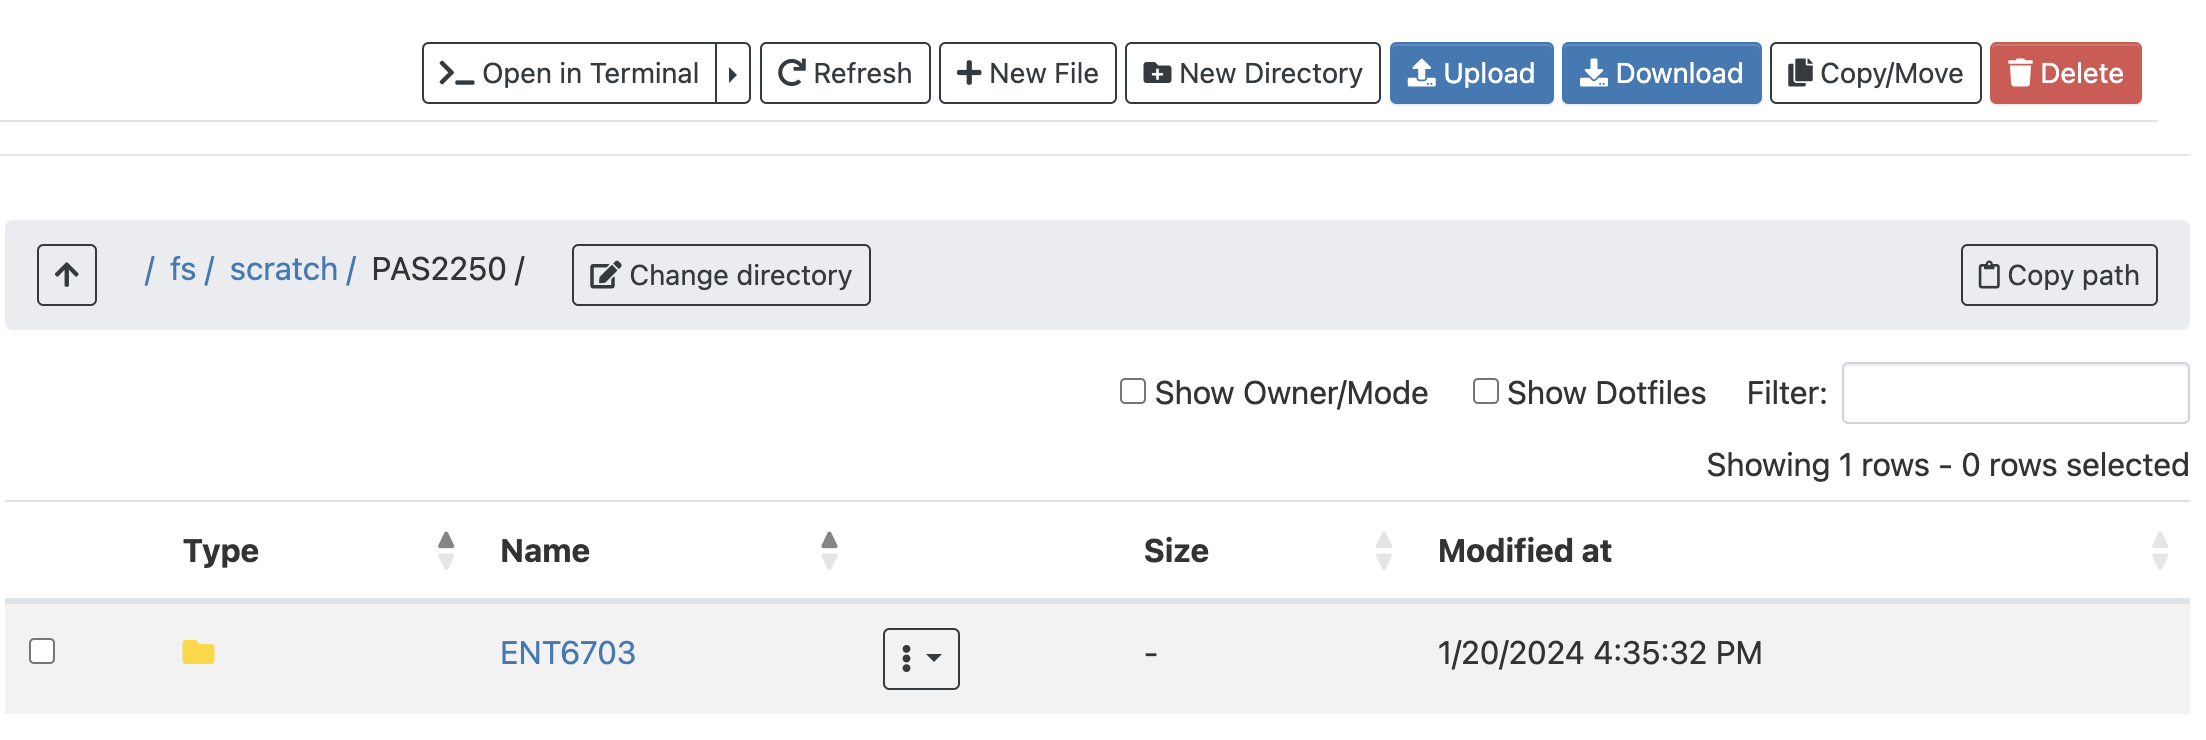 Open in Terminal Refresh New File New Directory Upload Download Copy/Move Delete
/ fs / scratch / PAS2250 / Change directory Copy path
Show Owner/Mode Show Dotfiles Filter:
Showing 1 rows - 0 rows selected
Type Name Size Modified at
ENT6703 - 1/20/2024 4:35:32 PM